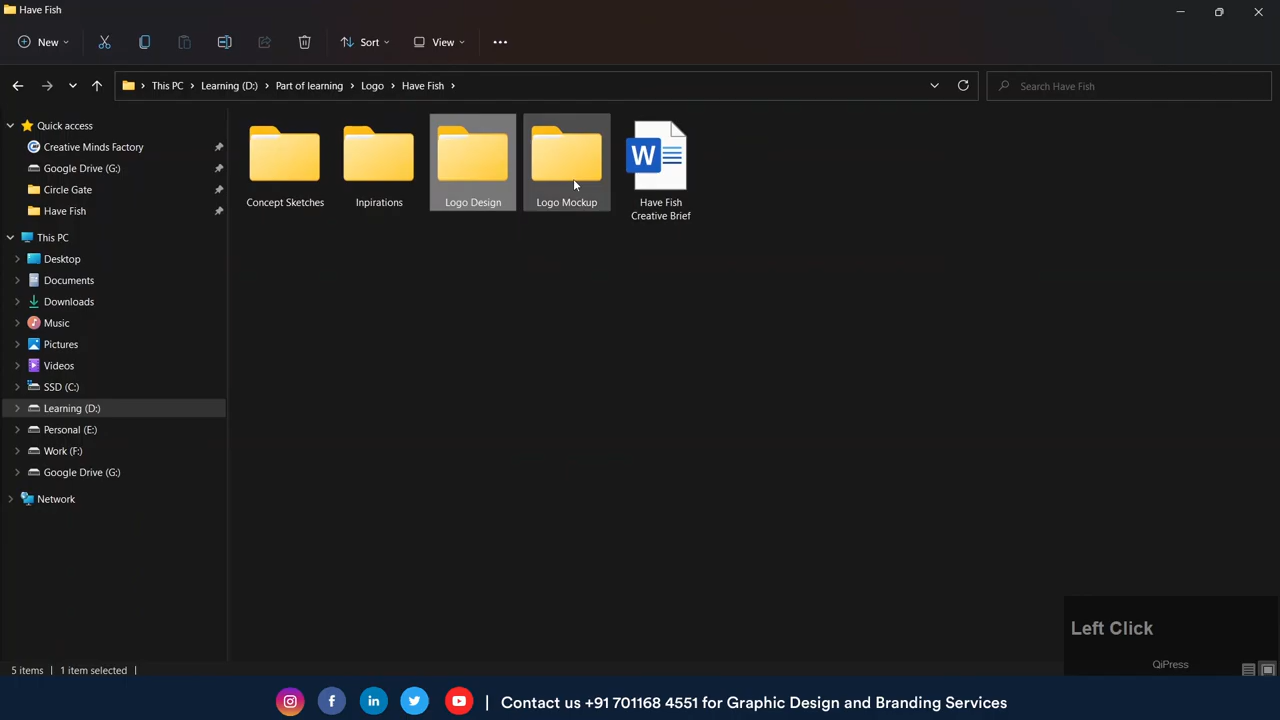 Have Fish
New
Sort
View
This PC > Learning (D:) > Part of learning > Logo > Have Fish >
Search Have Fish
Quick access
Creative Minds Factory
Google Drive (G:)
Circle Gate
Have Fish
This PC
Desktop
Documents
Downloads
Music
Pictures
Videos
SSD (C:)
Learning (D:)
Personal (E:)
Work (F:)
Google Drive (G:)
Network
Concept Sketches
Inpirations
Logo Design
Logo Mockup
W
Have Fish
Creative Brief
Left Click
QiPress
5 items | 1 item selected |
| Contact us +91 701168 4551 for Graphic Design and Branding Services